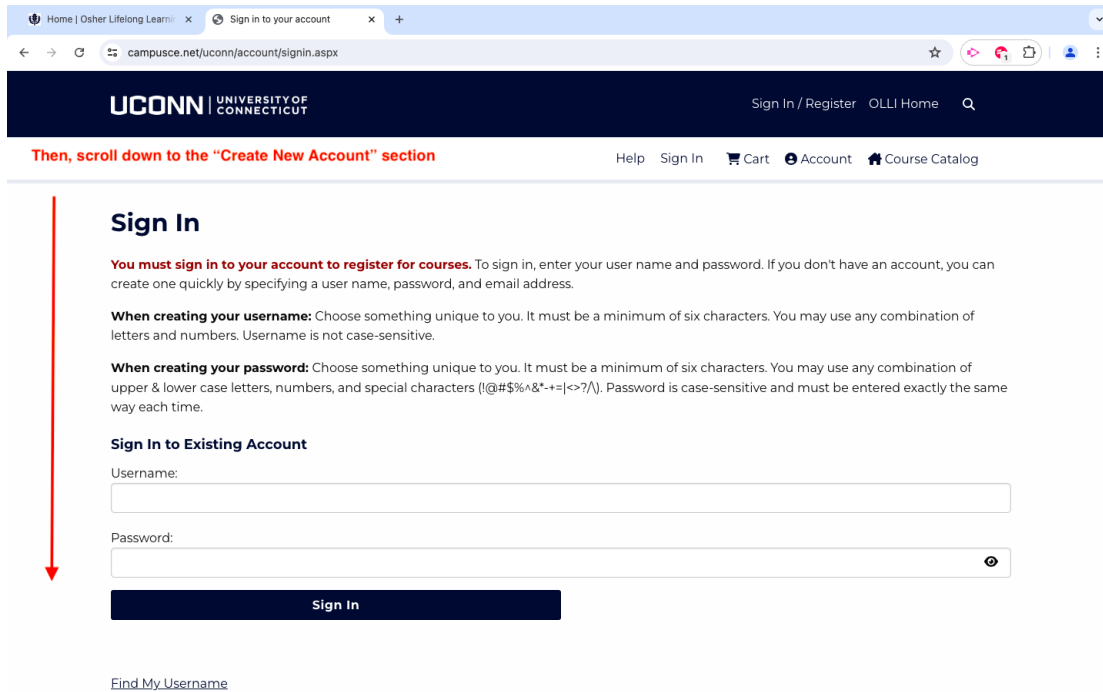 Home | Osher Lifelong Learni
Sign in to your account
campusce.net/uconn/account/signin.aspx
UCONN | UNIVERSITY OF
CONNECTICUT
Sign In / Register OLLI Home
Then, scroll down to the “Create New Account” section
Help Sign In Cart Account Course Catalog
Sign In
You must sign in to your account to register for courses. To sign in, enter your user name and password. If you don't have an account, you can
create one quickly by specifying a user name, password, and email address.
When creating your username: Choose something unique to you. It must be a minimum of six characters. You may use any combination of
letters and numbers. Username is not case-sensitive.
When creating your password: Choose something unique to you. It must be a minimum of six characters. You may use any combination of
upper & lower case letters, numbers, and special characters (!@#$%^&*-+=|<>?/\). Password is case-sensitive and must be entered exactly the same
way each time.
Sign In to Existing Account
Username:
Password:
Sign In
Find My Username